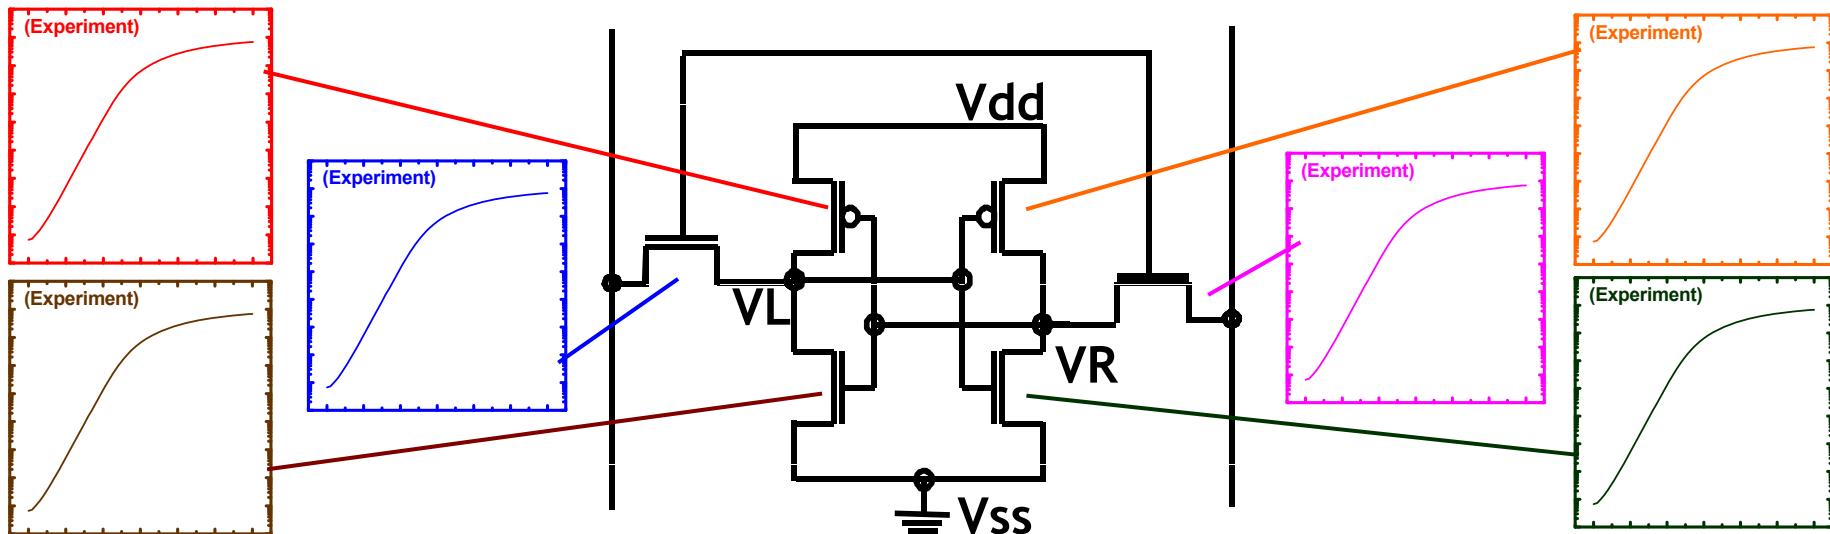 (Experiment)
(Experiment)
Vdd
(Experiment)
(Experiment)
(Experiment)
VL
(Experiment)
VR
Vss